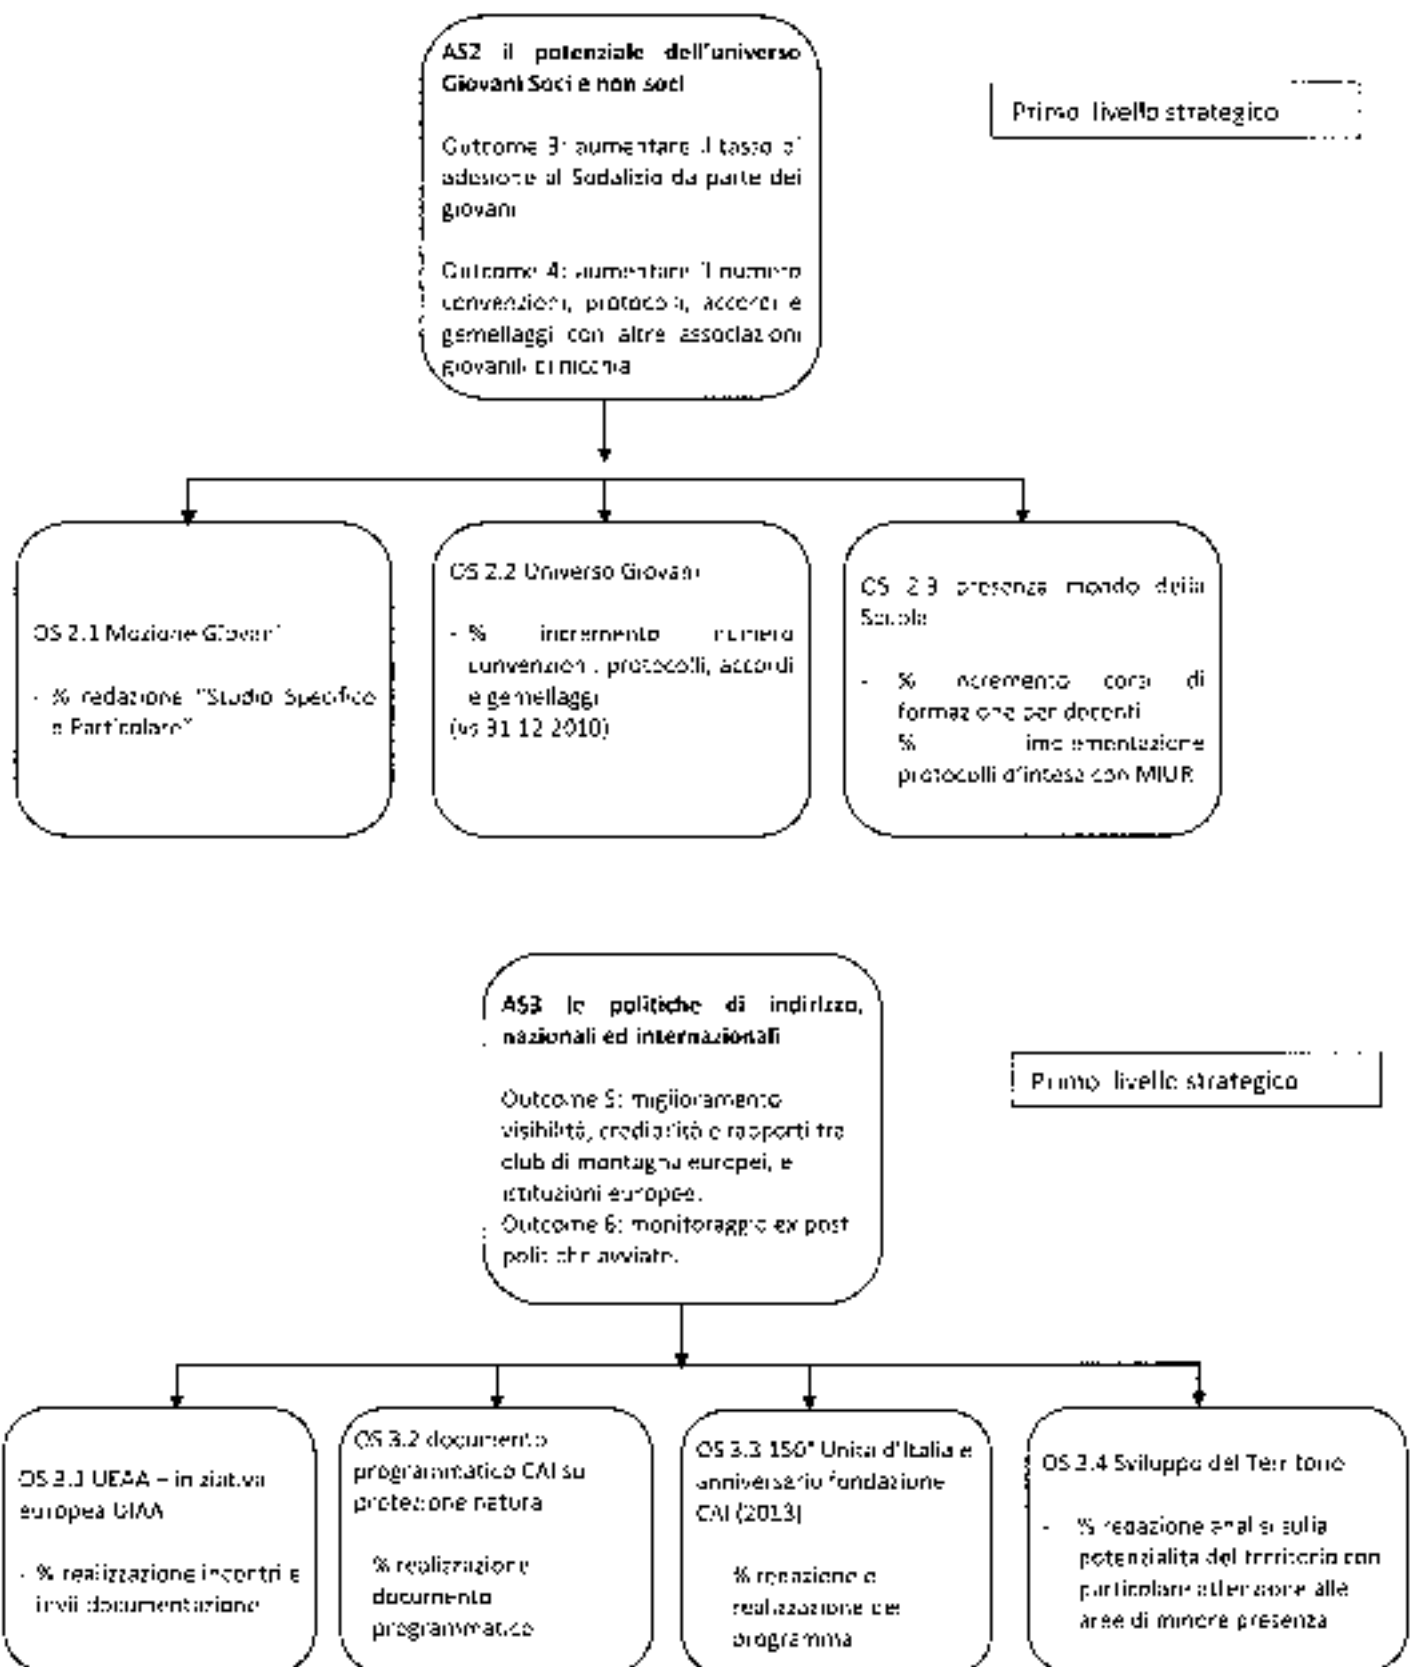 AS2 il potenziale dell'universo
Giovani Soci e non soci
Primo livello strategico
Outcome 3: aumentare il tasso di
adesione al Sodalizio da parte dei
giovani
Outcome 4: aumentare il numero
convenzioni, protocolli, accordi e
gemellaggi con altre associazioni
giovanili di nicchia
OS 2.1 Mozione Giovani
- % redazione "Studio Specifico
e Particolare"
OS 2.2 Universo Giovani
- % incremento numero
convenzioni, protocolli, accordi
e gemellaggi
(vs 31 12 2010)
OS 2.3 presenza mondo della
Scuola
- % incremento corsi di
formazione per docenti
% implementazione
protocolli d'intesa con MIUR
AS3 le politiche di indirizzo,
nazionali ed internazionali
Primo livello strategico
Outcome 5: miglioramento
visibilità, credibilità e rapporti tra
club di montagna europei, e
istituzioni europee.
Outcome 6: monitoraggio ex post
politiche avviate.
OS 3.1 UEAA – iniziativa
europea UIAA
- % realizzazione incontri e
invii documentazione
OS 3.2 documento
programmatico CAI su
protezione natura
% realizzazione
documento
programmatico
OS 3.3 150° Unità d'Italia e
anniversario fondazione
CAI (2013)
% redazione e
realizzazione del
programma
OS 2.4 Sviluppo del Territorio
- % redazione analisi sulla
potenzialità del territorio con
particolare attenzione alle
aree di minore presenza